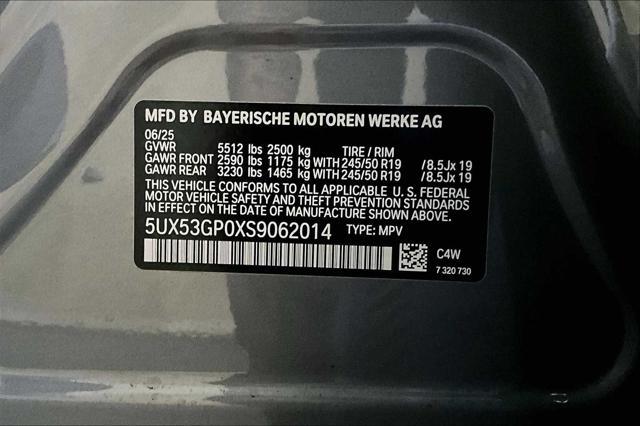 MFD BY BAYERISCHE MOTOREN WERKE AG
06/25
GVWR 5512 lbs 2500 kg TIRE / RIM
GAWR FRONT 2590 lbs 1175 kg WITH 245/50 R19 /8.5Jx 19
GAWR REAR 3230 lbs 1465 kg WITH 245/50 R19 /8.5Jx 19
THIS VEHICLE CONFORMS TO ALL APPLICABLE U. S. FEDERAL
MOTOR VEHICLE SAFETY AND THEFT PREVENTION STANDARDS
IN EFFECT ON THE DATE OF MANUFACTURE SHOWN ABOVE.
5UX53GP0XS9062014 TYPE: MPV
C4W
7 320 730